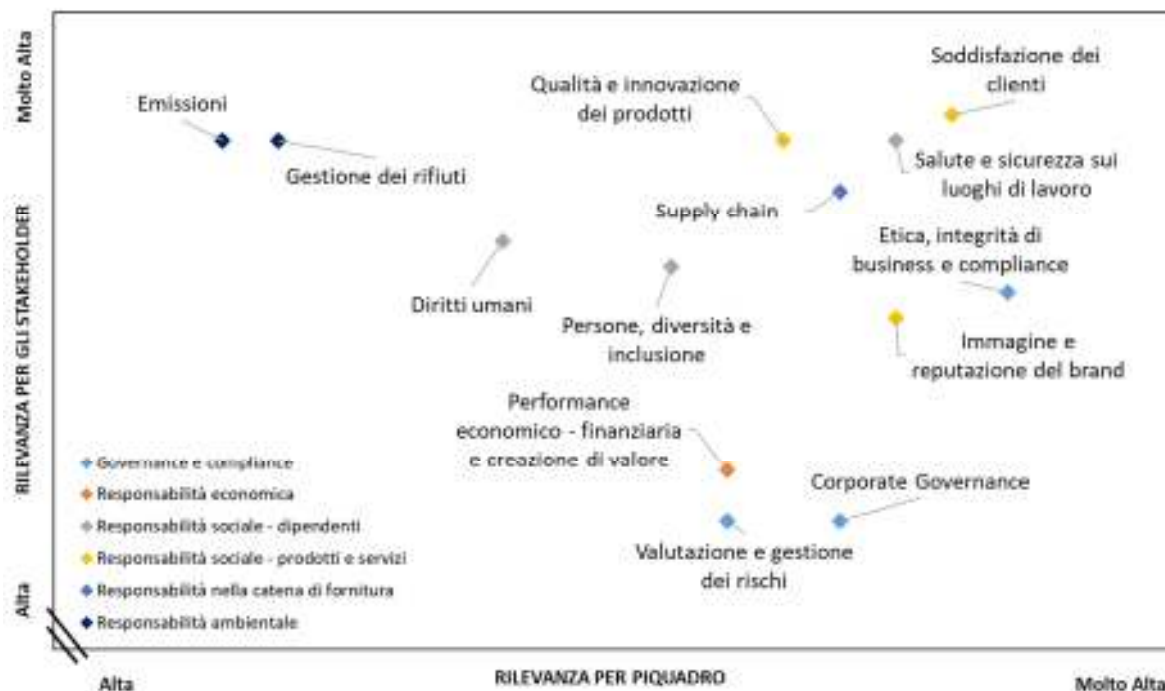 Molto Alta
RILEVANZA PER GLI STAKEHOLDER
Alta
Emissioni
Gestione dei rifiuti
Qualità e innovazione
dei prodotti
Soddisfazione dei
clienti
Salute e sicurezza sui
luoghi di lavoro
Supply chain
Etica, integrità di
business e compliance
Diritti umani
Persone, diversità e
inclusione
Immagine e
reputazione del brand
Performance
economico - finanziaria
e creazione di valore
Corporate Governance
Valutazione e gestione
dei rischi
Governance e compliance
Responsabilità economica
Responsabilità sociale - dipendenti
Responsabilità sociale - prodotti e servizi
Responsabilità nella catena di fornitura
Responsabilità ambientale
Alta
RILEVANZA PER PIQUADRO
Molto Alta